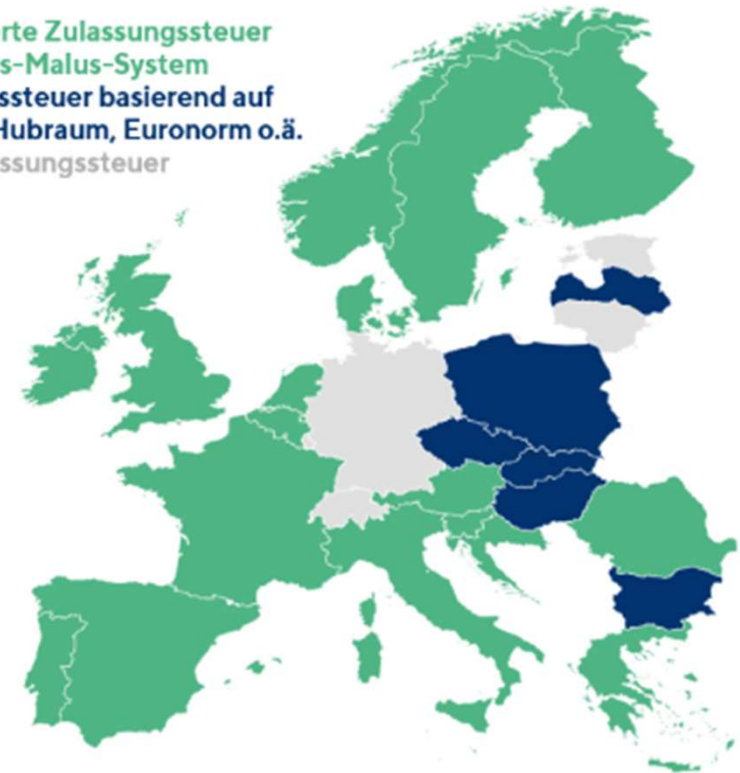 rte Zulassungssteuer
s-Malus-System
ssteuer basierend auf
Hubraum, Euronorm o.ä.
ssungssteuer